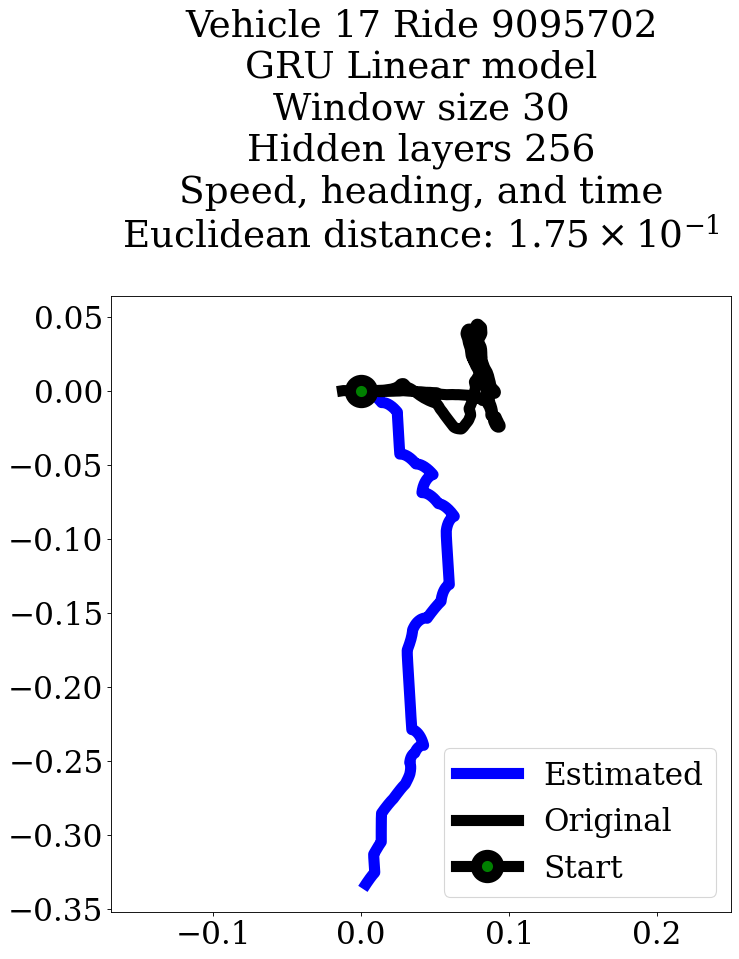 Vehicle 17 Ride 9095702
GRU Linear model
Window size 30
Hidden layers 256
Speed, heading, and time
Euclidean distance: 1.75 × 10⁻¹
0.05
0.00
−0.05
−0.10
−0.15
−0.20
−0.25
−0.30
−0.35
Estimated
Original
Start
−0.1
0.0
0.1
0.2